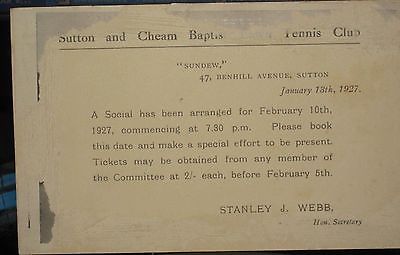 Sutton and Cheam Baptis Tennis Club
"SUNDEW,"
47, BENHILL AVENUE, SUTTON
January 18th, 1927.
A Social has been arranged for February 10th,
1927, commencing at 7.30 p.m. Please book
this date and make a special effort to be present.
Tickets may be obtained from any member of
the Committee at 2/- each, before February 5th.
STANLEY J. WEBB,
Hon. Secretary